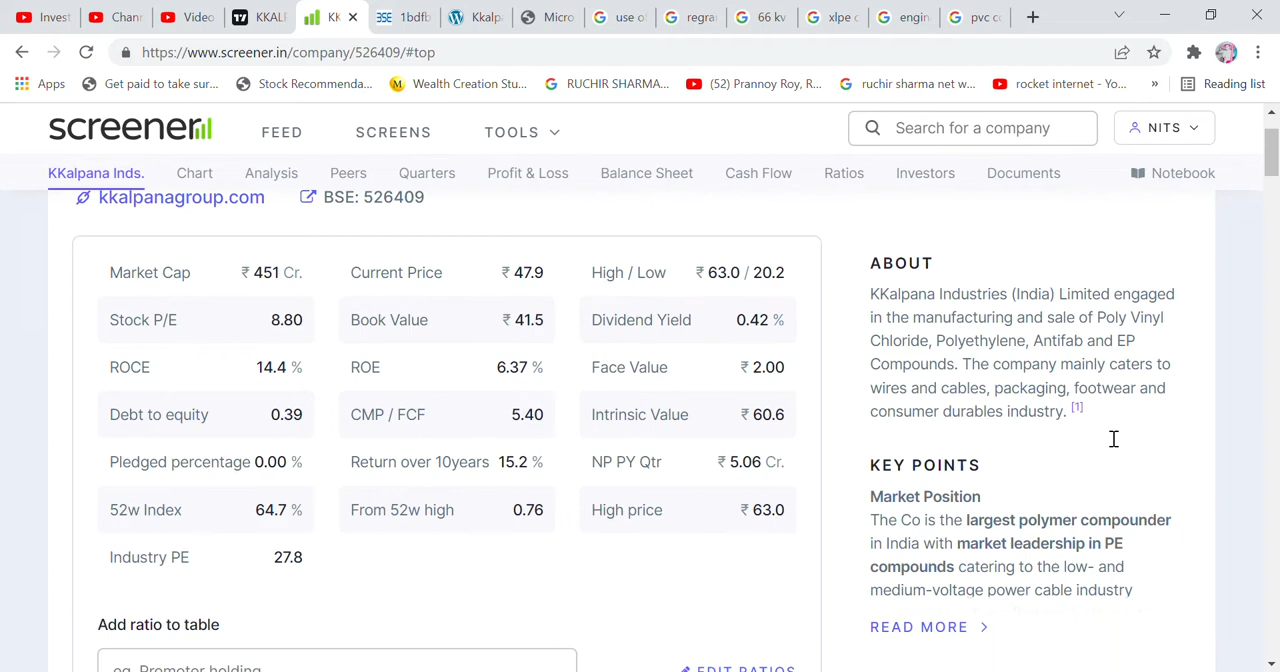 Invest
Chann
Video
KKALF
KK
1bdfb
Kkalp
Micro
use of
regrar
66 kv
xlpe c
engin
pvc co
https://www.screener.in/company/526409/#top
Apps
Get paid to take sur...
Stock Recommenda...
Wealth Creation Stu...
RUCHIR SHARMA...
(52) Prannoy Roy, R...
ruchir sharma net w...
rocket internet - Yo...
»
Reading list
screener
FEED
SCREENS
TOOLS
Search for a company
NITS
KKalpana Inds.
Chart
Analysis
Peers
Quarters
Profit & Loss
Balance Sheet
Cash Flow
Ratios
Investors
Documents
Notebook
kkalpanagroup.com
BSE: 526409
Market Cap ₹ 451 Cr.
Current Price ₹ 47.9
High / Low ₹ 63.0 / 20.2
Stock P/E 8.80
Book Value ₹ 41.5
Dividend Yield 0.42 %
ROCE 14.4 %
ROE 6.37 %
Face Value ₹ 2.00
Debt to equity 0.39
CMP / FCF 5.40
Intrinsic Value ₹ 60.6
Pledged percentage 0.00 %
Return over 10years 15.2 %
NP PY Qtr ₹ 5.06 Cr.
52w Index 64.7 %
From 52w high 0.76
High price ₹ 63.0
Industry PE 27.8
Add ratio to table
eg. Promoter holding
EDIT RATIOS
ABOUT
KKalpana Industries (India) Limited engaged
in the manufacturing and sale of Poly Vinyl
Chloride, Polyethylene, Antifab and EP
Compounds. The company mainly caters to
wires and cables, packaging, footwear and
consumer durables industry. [1]
KEY POINTS
Market Position
The Co is the largest polymer compounder
in India with market leadership in PE
compounds catering to the low- and
medium-voltage power cable industry
READ MORE